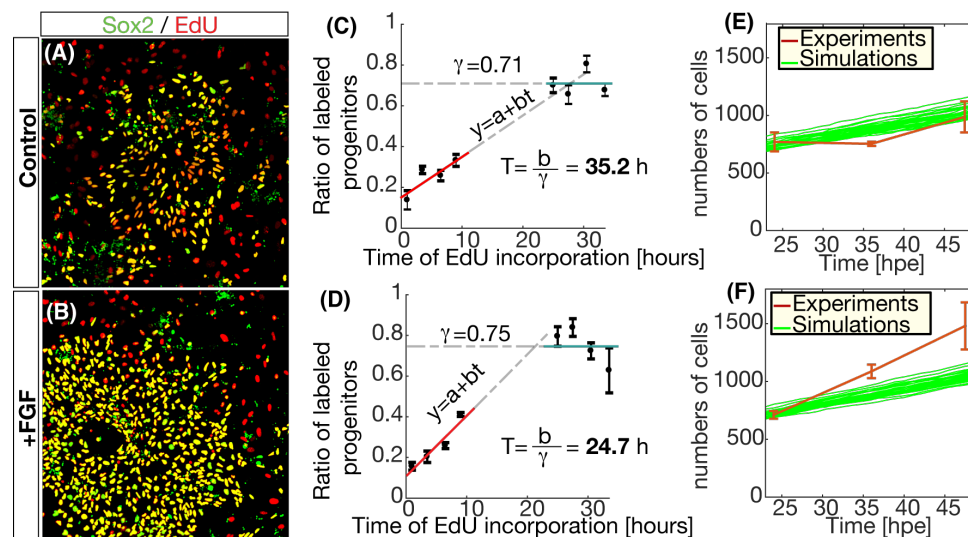 Sox2 / EdU
Control
(A)
+FGF
(B)
(C)
Ratio of labeled
progenitors
1
0.8
0.6
0.4
0.2
0
γ=0.71
y=a+bt
T= b/γ = 35.2 h
0 10 20 30
Time of EdU incorporation [hours]
(D)
Ratio of labeled
progenitors
1
0.8
0.6
0.4
0.2
0
γ=0.75
y=a+bt
T= b/γ = 24.7 h
0 10 20 30
Time of EdU incorporation [hours]
(E)
numbers of cells
1500
1000
500
0
Experiments
Simulations
25 30 35 40 45
Time [hpe]
(F)
numbers of cells
1500
1000
500
0
Experiments
Simulations
25 30 35 40 45
Time [hpe]